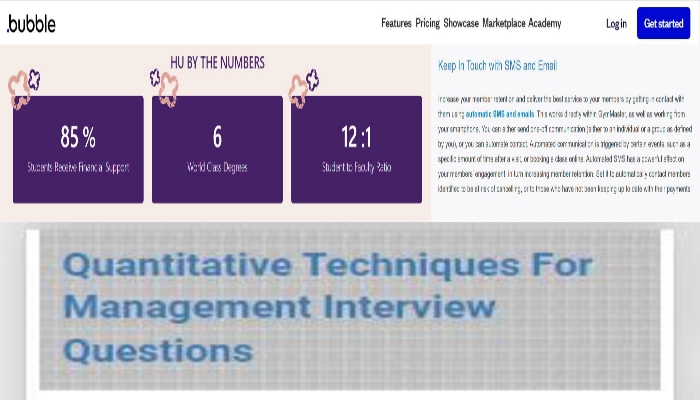 .bubble
Features Pricing Showcase Marketplace Academy
Log in
Get started
HU BY THE NUMBERS
85 %
Students Receive Financial Support
6
World Class Degrees
12 :1
Student to Faculty Ratio
Keep In Touch with SMS and Email
Increase your member retention and deliver the best service to your members by getting in contact with
them using automatic SMS and emails. This works directly within GymMaster, as well as working from
your smartphone. You can either send one-off communication (either to an individual or a group as defined
by you), or you can automate contact. Automated communication is triggered by certain events, such as a
specific amount of time after a visit, or booking a class online. Automated SMS has a powerful effect on
your members' engagement, in turn increasing member retention. Set it to automatically contact members
identified to be at risk of cancelling, or to those who have not been keeping up to date with their payments
Quantitative Techniques For
Management Interview
Questions